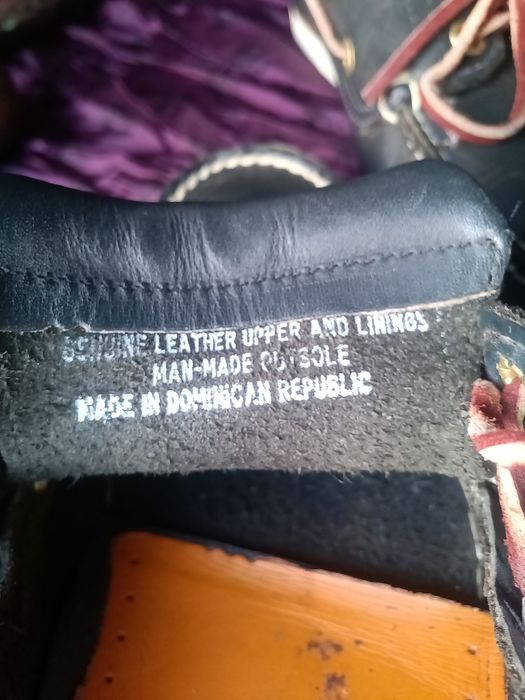 GENUINE LEATHER UPPER AND LININGS
MAN-MADE OUTSOLE
MADE IN DOMINICAN REPUBLIC